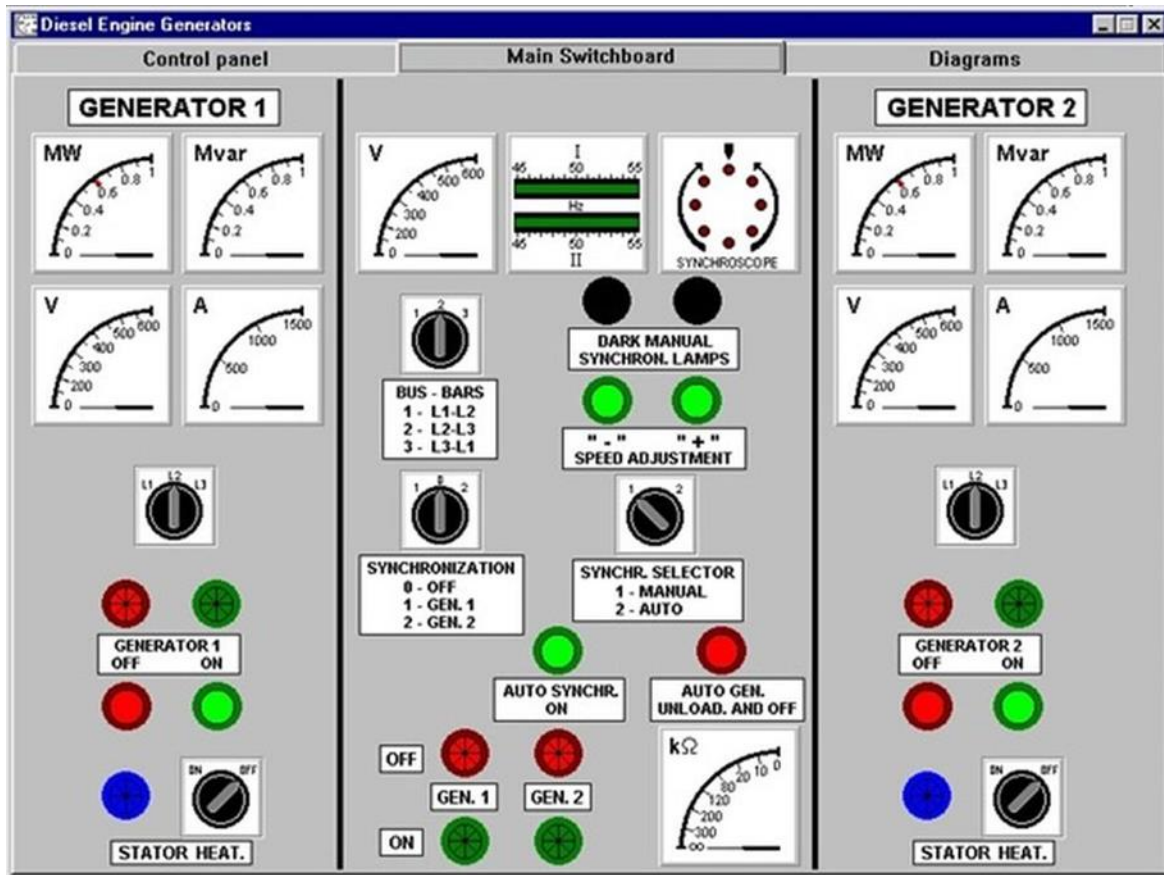 Diesel Engine Generators
Control panel
Main Switchboard
Diagrams
GENERATOR 1
MW
0 0.2 0.4 0.6 0.8 1
Mvar
0 0.2 0.4 0.6 0.8 1
V
0 200 300 400 500 600
A
0 500 1000 1500
L1 L2 L3
GENERATOR 1
OFF ON
ON OFF
STATOR HEAT.
V
0 200 300 400 500 600
I
45 50 55
Hz
45 50 55
II
SYNCHROSCOPE
1 2 3
BUS - BARS
1 - L1-L2
2 - L2-L3
3 - L3-L1
DARK MANUAL
SYNCHRON. LAMPS
" - " " + "
SPEED ADJUSTMENT
1 0 2
SYNCHRONIZATION
0 - OFF
1 - GEN. 1
2 - GEN. 2
1 2
SYNCHR. SELECTOR
1 - MANUAL
2 - AUTO
AUTO SYNCHR.
ON
AUTO GEN.
UNLOAD. AND OFF
OFF
GEN. 1 GEN. 2
ON
kΩ
∞ 300 200 120 80 20 10 0
GENERATOR 2
MW
0 0.2 0.4 0.6 0.8 1
Mvar
0 0.2 0.4 0.6 0.8 1
V
0 200 300 400 500 600
A
0 500 1000 1500
L1 L2 L3
GENERATOR 2
OFF ON
ON OFF
STATOR HEAT.